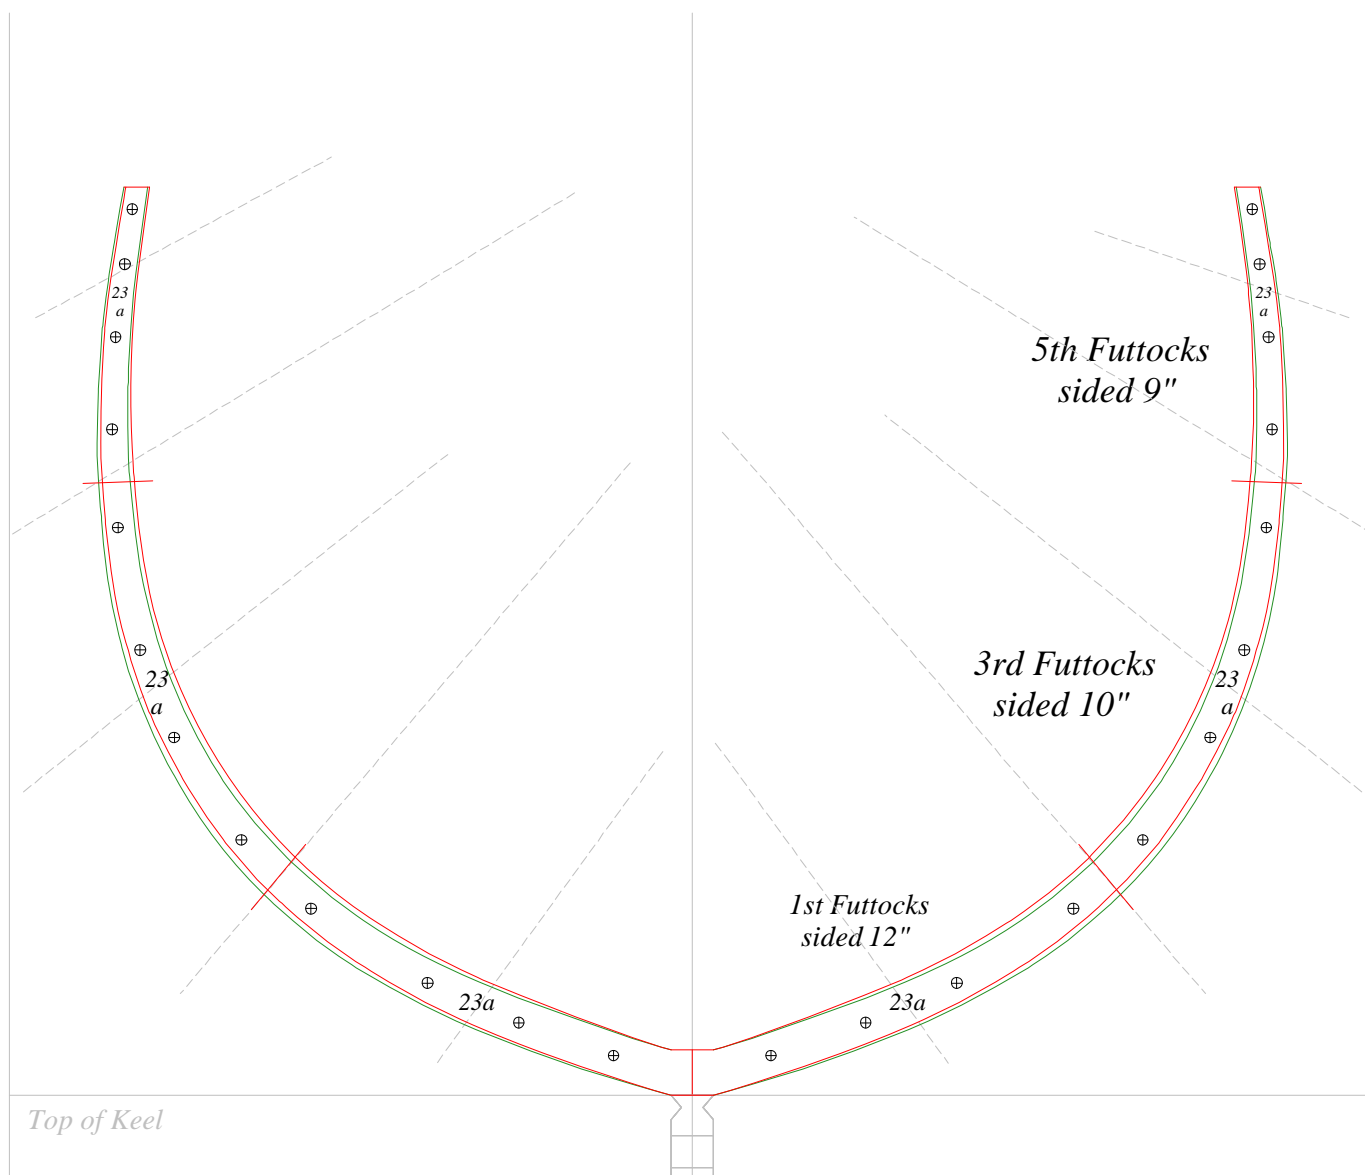 23
a
23
a
5th Futtocks
sided 9"
3rd Futtocks
sided 10"
23
a
23
a
1st Futtocks
sided 12"
23a
23a
Top of Keel